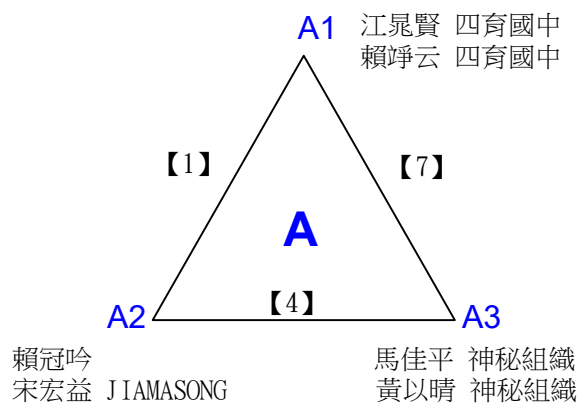 A1
江晁賢 四育國中
賴竫云 四育國中
【1】
【7】
A
【4】
A2
A3
賴冠吟
宋宏益 JIAMASONG
馬佳平 神秘組織
黃以晴 神秘組織